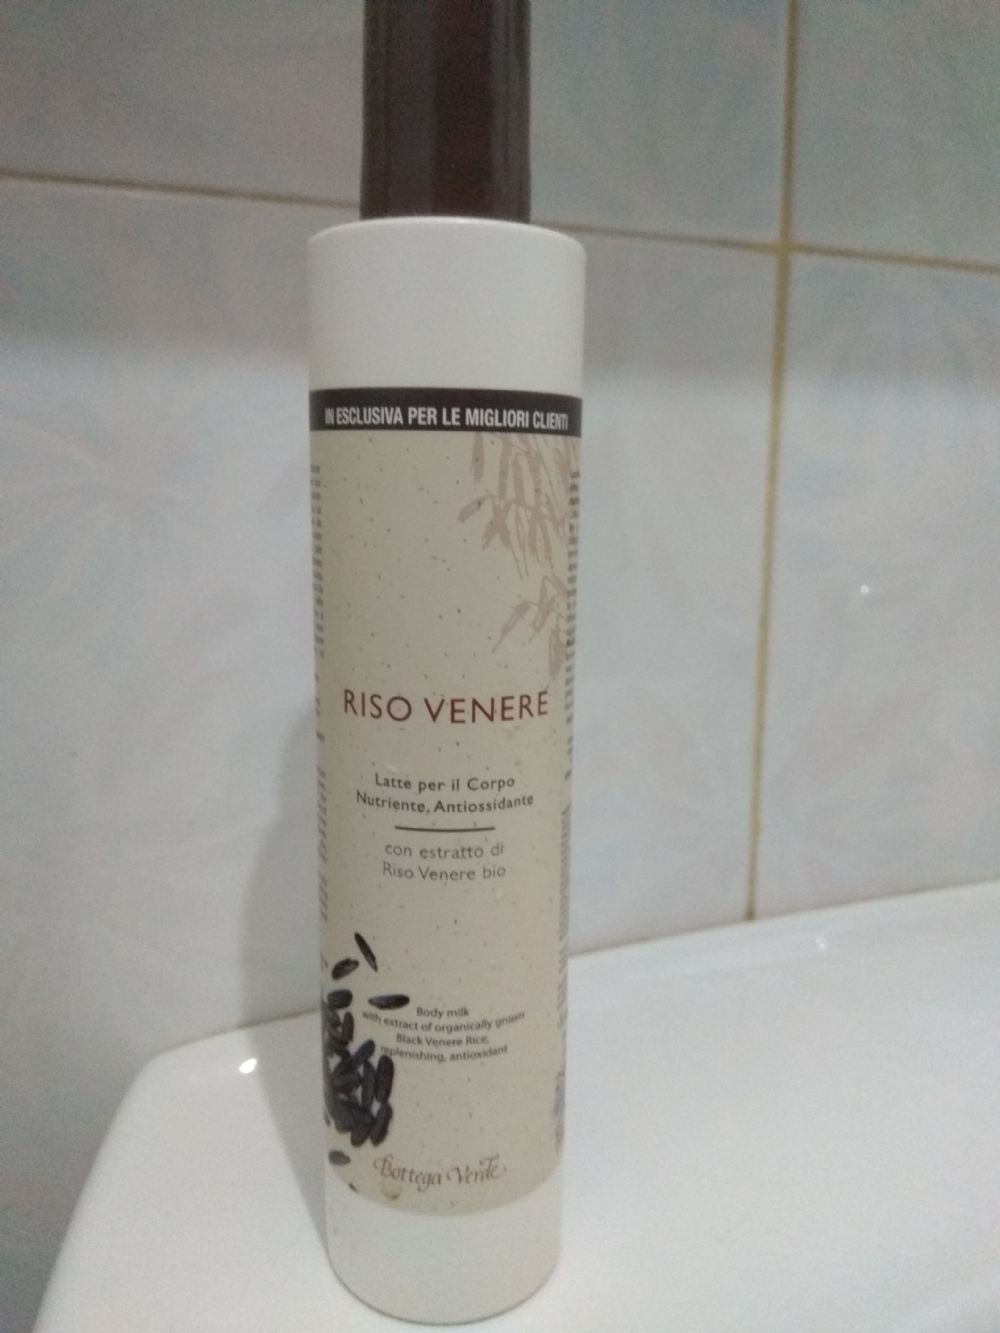 IN ESCLUSIVA PER LE MIGLIORI CLIENTI
RISO VENERE
Latte per il Corpo
Nutriente, Antiossidante
con estratto di
Riso Venere bio
Body milk
with extract of organically grown
Black Venere Rice,
replenishing, antioxidant
Bottega Verde